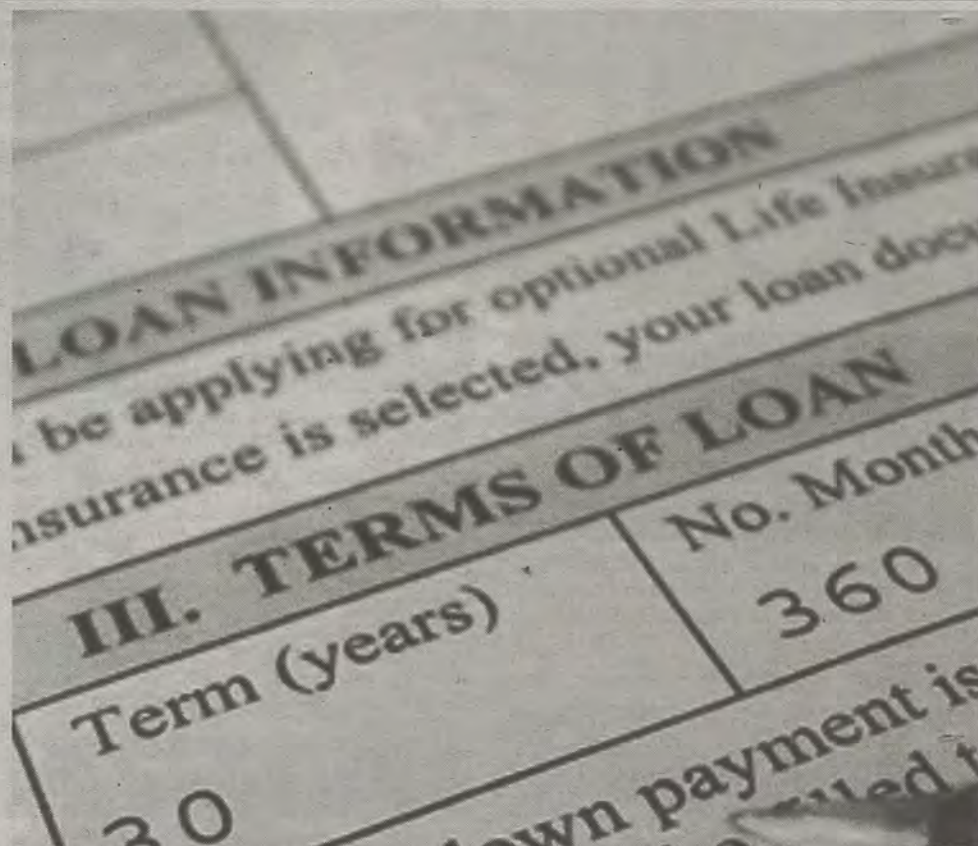 LOAN INFORMATION
be applying for optional Life Insur
nsurance is selected, your loan docu
III. TERMS OF LOAN
Term (years)
No. Month
30
360
own payment is